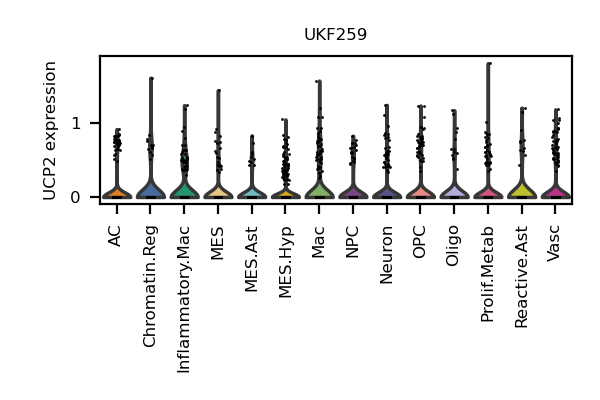 UKF259
UCP2 expression
1
0
AC
Chromatin.Reg
Inflammatory.Mac
MES
MES.Ast
MES.Hyp
Mac
NPC
Neuron
OPC
Oligo
Prolif.Metab
Reactive.Ast
Vasc